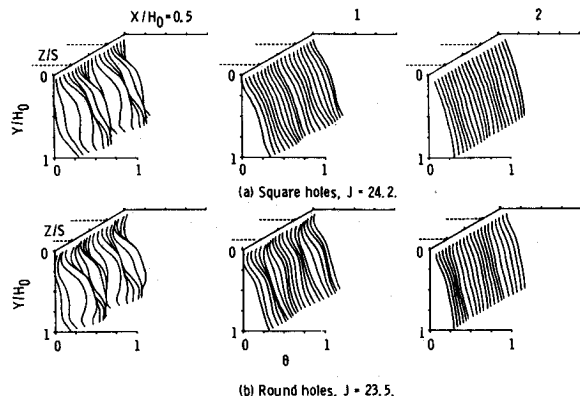 X/H0 = 0.5 1 2
Z/S
0
Y/H0
1
0 1 0 1 0 1
(a) Square holes, J = 24.2.
Z/S
0
Y/H0
1
0 1 0 1 0 1
θ
(b) Round holes, J = 23.5.